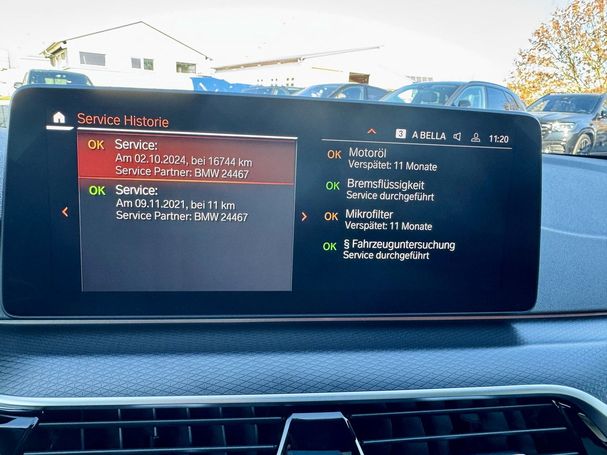 Service Historie
3 A BELLA 11:20
OK Service:
Am 02.10.2024, bei 16744 km
Service Partner: BMW 24467
OK Service:
Am 09.11.2021, bei 11 km
Service Partner: BMW 24467
OK Motoröl
Verspätet: 11 Monate
OK Bremsflüssigkeit
Service durchgeführt
OK Mikrofilter
Verspätet: 11 Monate
OK § Fahrzeuguntersuchung
Service durchgeführt